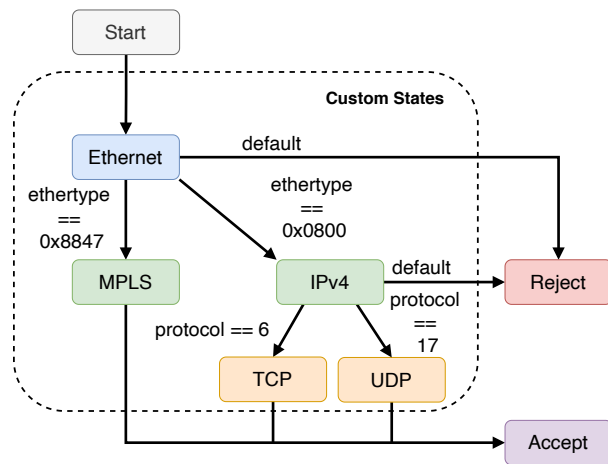 Start
Custom States
Ethernet
default
ethertype
==
0x8847
ethertype
==
0x0800
MPLS
IPv4
default
Reject
protocol == 6
protocol
==
17
TCP
UDP
Accept